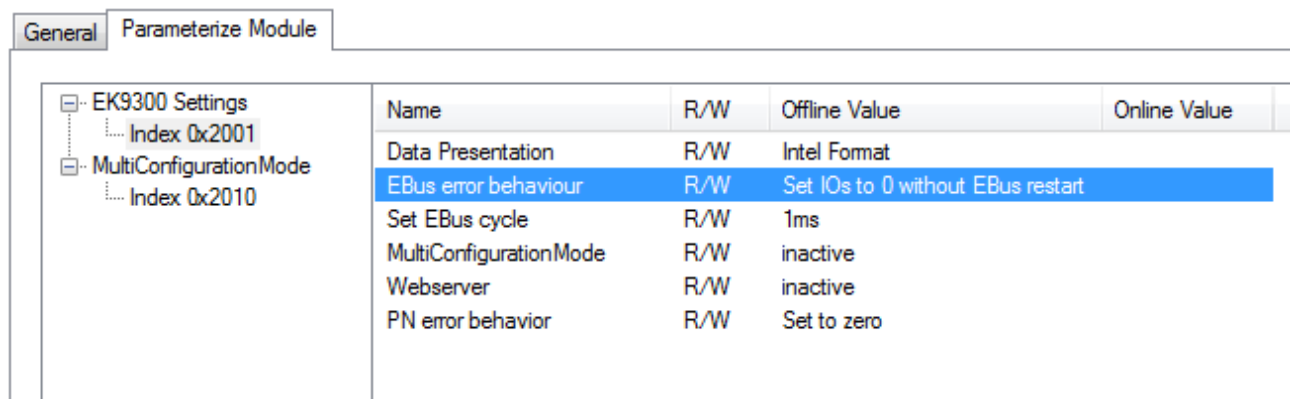 General Parameterize Module
EK9300 Settings
Index 0x2001
MultiConfigurationMode
Index 0x2010
Name R/W Offline Value Online Value
Data Presentation R/W Intel Format
EBus error behaviour R/W Set IOs to 0 without EBus restart
Set EBus cycle R/W 1ms
MultiConfigurationMode R/W inactive
Webserver R/W inactive
PN error behavior R/W Set to zero